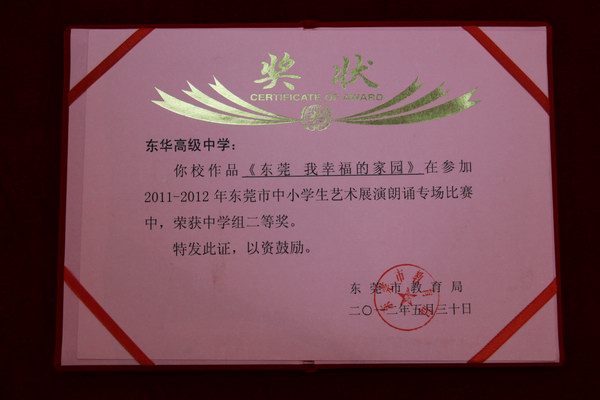 奖 状
CERTIFICATE OF AWARD
东华高级中学：
你校作品《东莞 我幸福的家园》在参加
2011-2012年东莞市中小学生艺术展演朗诵专场比赛
中，荣获中学组二等奖。
特发此证，以资鼓励。
东莞市教育局
二〇一二年五月三十日